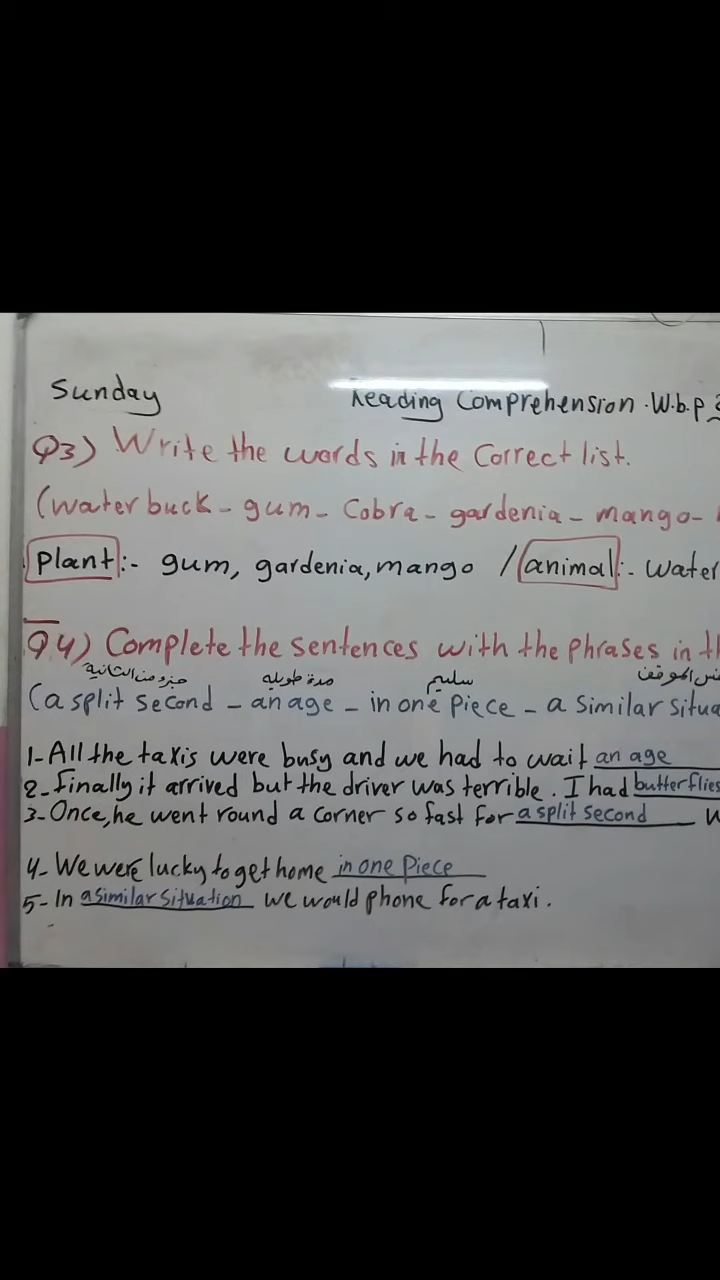 Sunday
Reading Comprehension. W.b.p
Q3) Write the words in the Correct list.
(water buck - gum - Cobra - gardenia - mango -
Plant :- gum, gardenia, mango / animal :- water
Q4) Complete the sentences with the phrases in
جزء من الثانية مدة طويله سليم الموقف
(a split second - an age - in one piece - a similar
1- All the taxis were busy and we had to wait an age
2- Finally it arrived but the driver was terrible. I had butterflies
3- Once, he went round a corner so fast for a split second
4- We were lucky to get home in one piece
5- In a similar situation we would phone for a taxi.